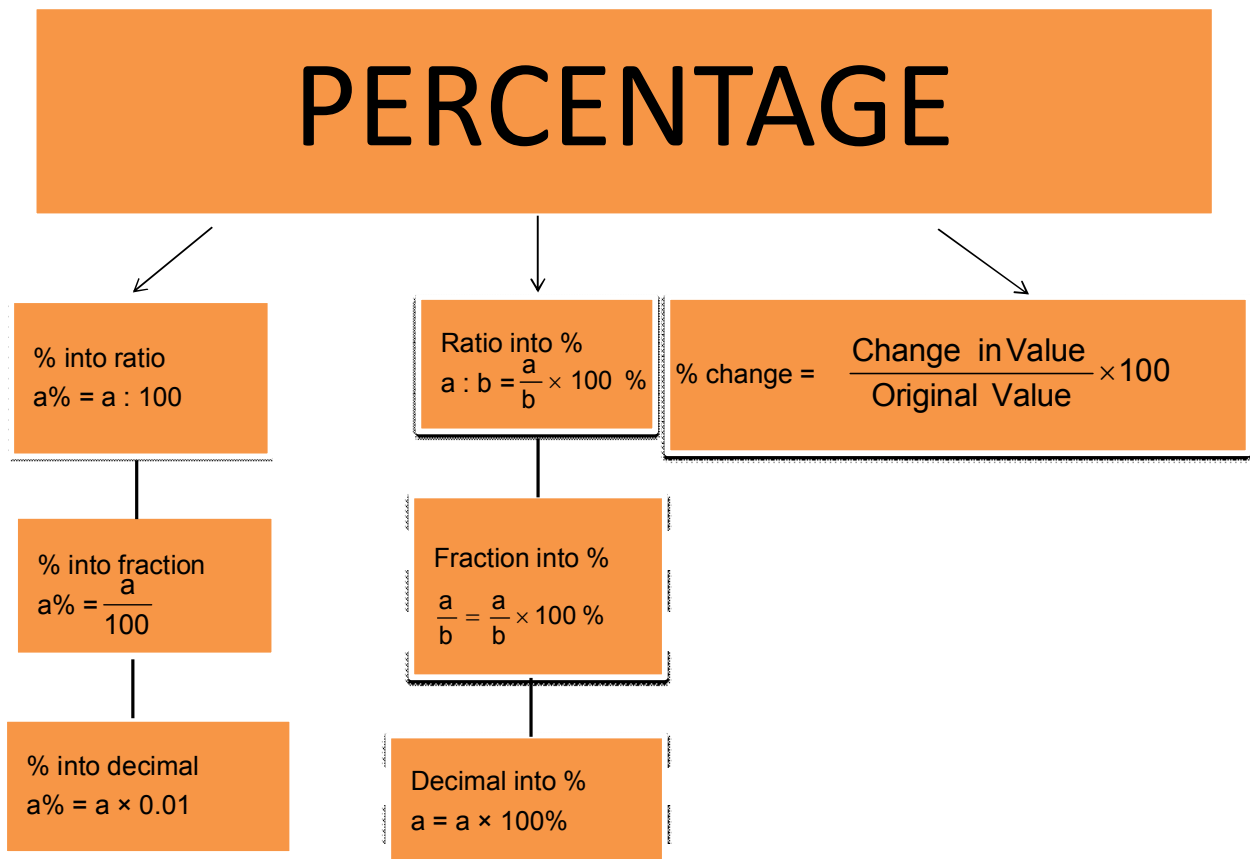 PERCENTAGE
% into ratio
a% = a : 100
% into fraction
a% = a/100
% into decimal
a% = a × 0.01
Ratio into %
a : b = a/b × 100 %
Fraction into %
a/b = a/b × 100 %
Decimal into %
a = a × 100%
% change = Change in Value/Original Value × 100